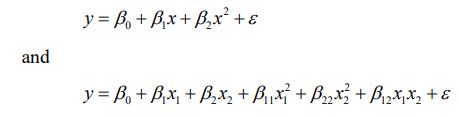 y = β₀ + β₁x + β₂x² + ε
and
y = β₀ + β₁x₁ + β₂x₂ + β₁₁x₁² + β₂₂x₂² + β₁₂x₁x₂ + ε